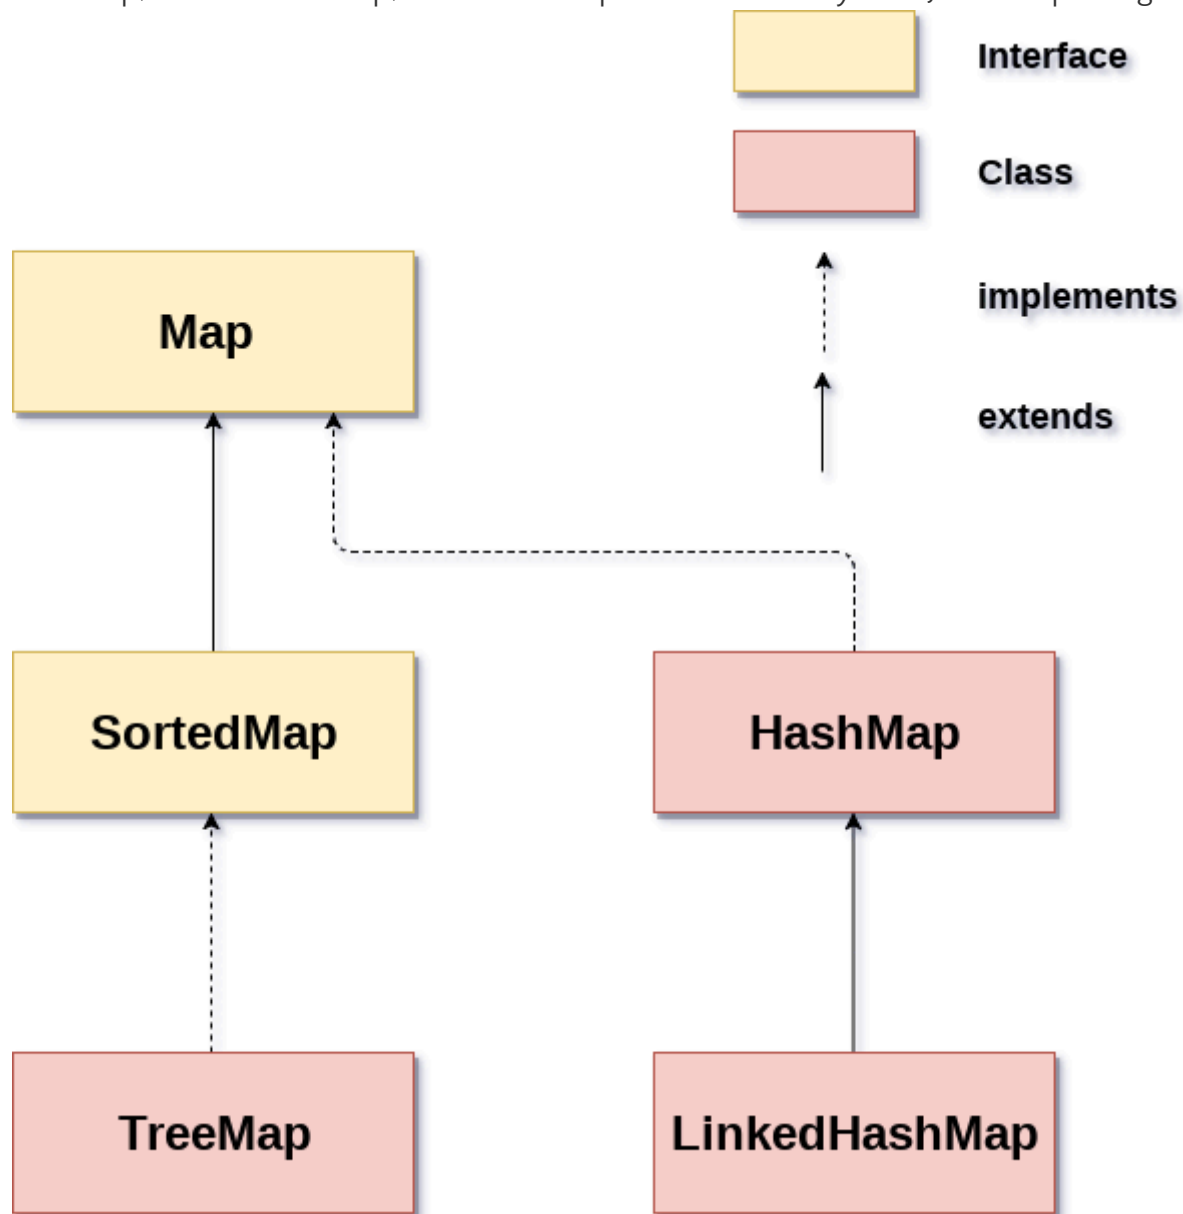 Interface
Class
implements
extends
Map
SortedMap
HashMap
TreeMap
LinkedHashMap